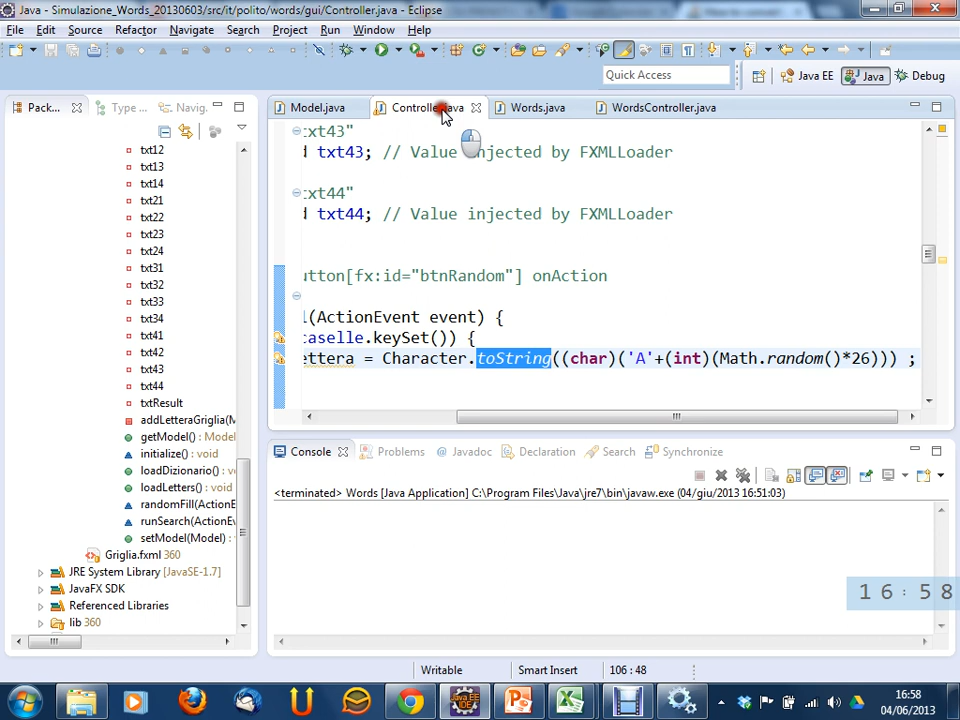 Java - Simulazione_Words_20130603/src/it/polito/words/gui/Controller.java - Eclipse
File Edit Source Refactor Navigate Search Project Run Window Help
Quick Access
Java EE Java Debug
Pack... Type ... Navig.
Model.java Controller.java Words.java WordsController.java
txt12
txt13
txt14
txt21
txt22
txt23
txt24
txt31
txt32
txt33
txt34
txt41
txt42
txt43
txt44
txtResult
addLetteraGriglia(M
getModel() : Model
initialize() : void
loadDizionario() : v
loadLetters() : void
randomFill(ActionE
runSearch(ActionEv
setModel(Model) :
Griglia.fxml 360
JRE System Library [JavaSE-1.7]
JavaFX SDK
Referenced Libraries
lib 360
:txt43"
d txt43; // Value injected by FXMLLoader
:txt44"
d txt44; // Value injected by FXMLLoader
utton[fx:id="btnRandom"] onAction
l(ActionEvent event) {
caselle.keySet()) {
ettera = Character.toString((char)('A'+(int)(Math.random()*26))) ;
Console Problems Javadoc Declaration Search Synchronize
<terminated> Words [Java Application] C:\Program Files\Java\jre7\bin\javaw.exe (04/giu/2013 16:51:03)
16:58
Writable Smart Insert 106 : 48
16:58
04/06/2013